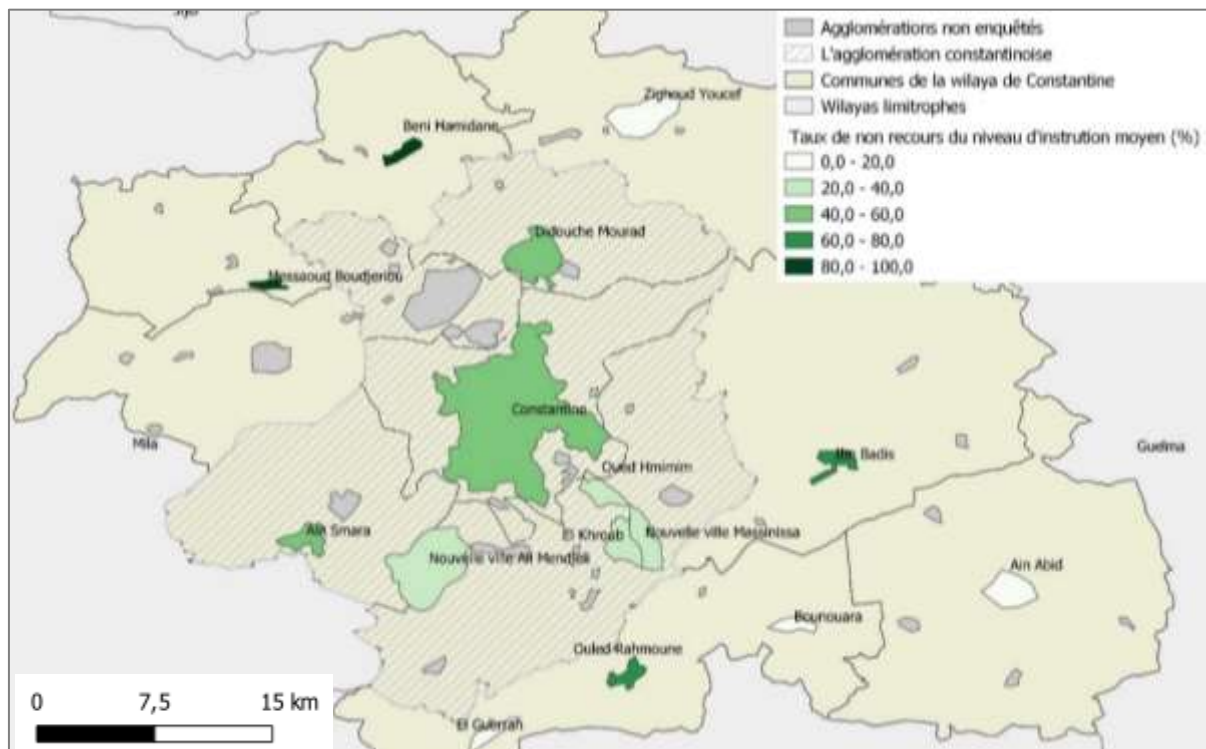 Agglomérations non enquêtés
L'agglomération constantinoise
Communes de la wilaya de Constantine
Wilayas limitrophes
Taux de non recours du niveau d'instrution moyen (%)
0,0 - 20,0
20,0 - 40,0
40,0 - 60,0
60,0 - 80,0
80,0 - 100,0
Zighoud Youcef
Beni Hamidane
Didouche Mourad
Messaoud Boudjeriou
Constantine
Mila
Guelma
Ibn Badis
Oued Hmimim
Ain Smara
El Khroub
Nouvelle ville Massinissa
Nouvelle ville Ali Mendjeli
Ain Abid
Bounouara
Ouled Rahmoune
El Guerrah
0 7,5 15 km